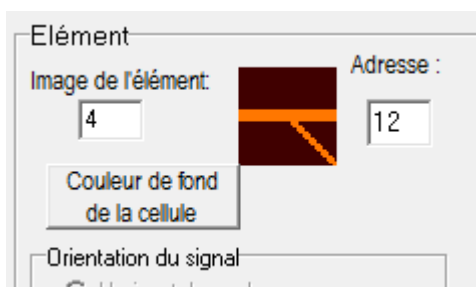 Elément
Image de l'élément:
Adresse :
4
12
Couleur de fond
de la cellule
Orientation du signal